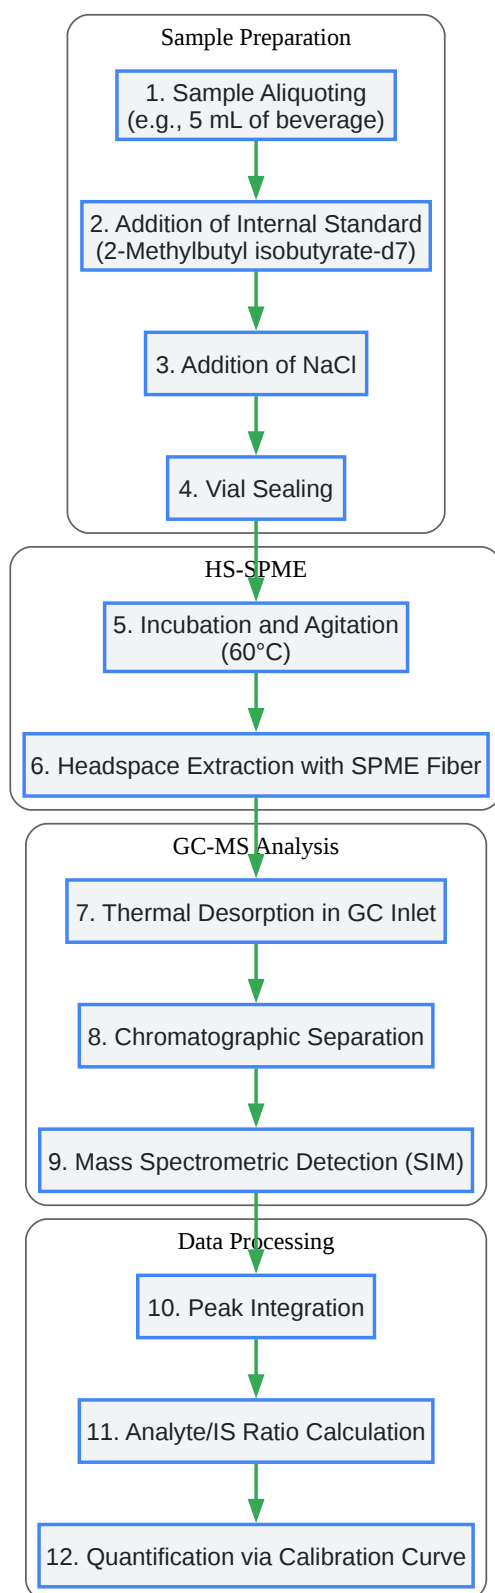 Sample Preparation
1. Sample Aliquoting
(e.g., 5 mL of beverage)
2. Addition of Internal Standard
(2-Methylbutyl isobutyrate-d7)
3. Addition of NaCl
4. Vial Sealing
HS-SPME
5. Incubation and Agitation
(60°C)
6. Headspace Extraction with SPME Fiber
GC-MS Analysis
7. Thermal Desorption in GC Inlet
8. Chromatographic Separation
9. Mass Spectrometric Detection (SIM)
Data Processing
10. Peak Integration
11. Analyte/IS Ratio Calculation
12. Quantification via Calibration Curve